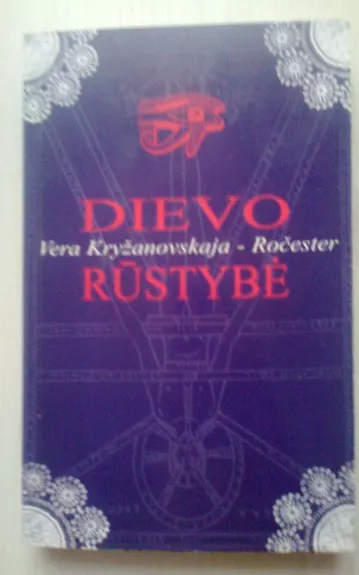 DIEVO
Vera Kryžanovskaja - Ročester
RŪSTYBĖ